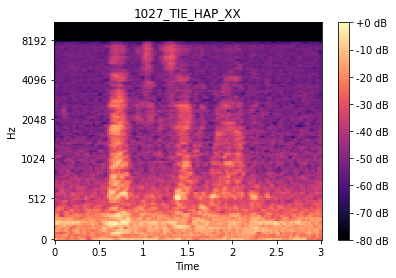 1027_TIE_HAP_XX
Hz
8192
4096
2048
1024
512
0
0 0.5 1 1.5 2 2.5 3
Time
+0 dB
-10 dB
-20 dB
-30 dB
-40 dB
-50 dB
-60 dB
-70 dB
-80 dB